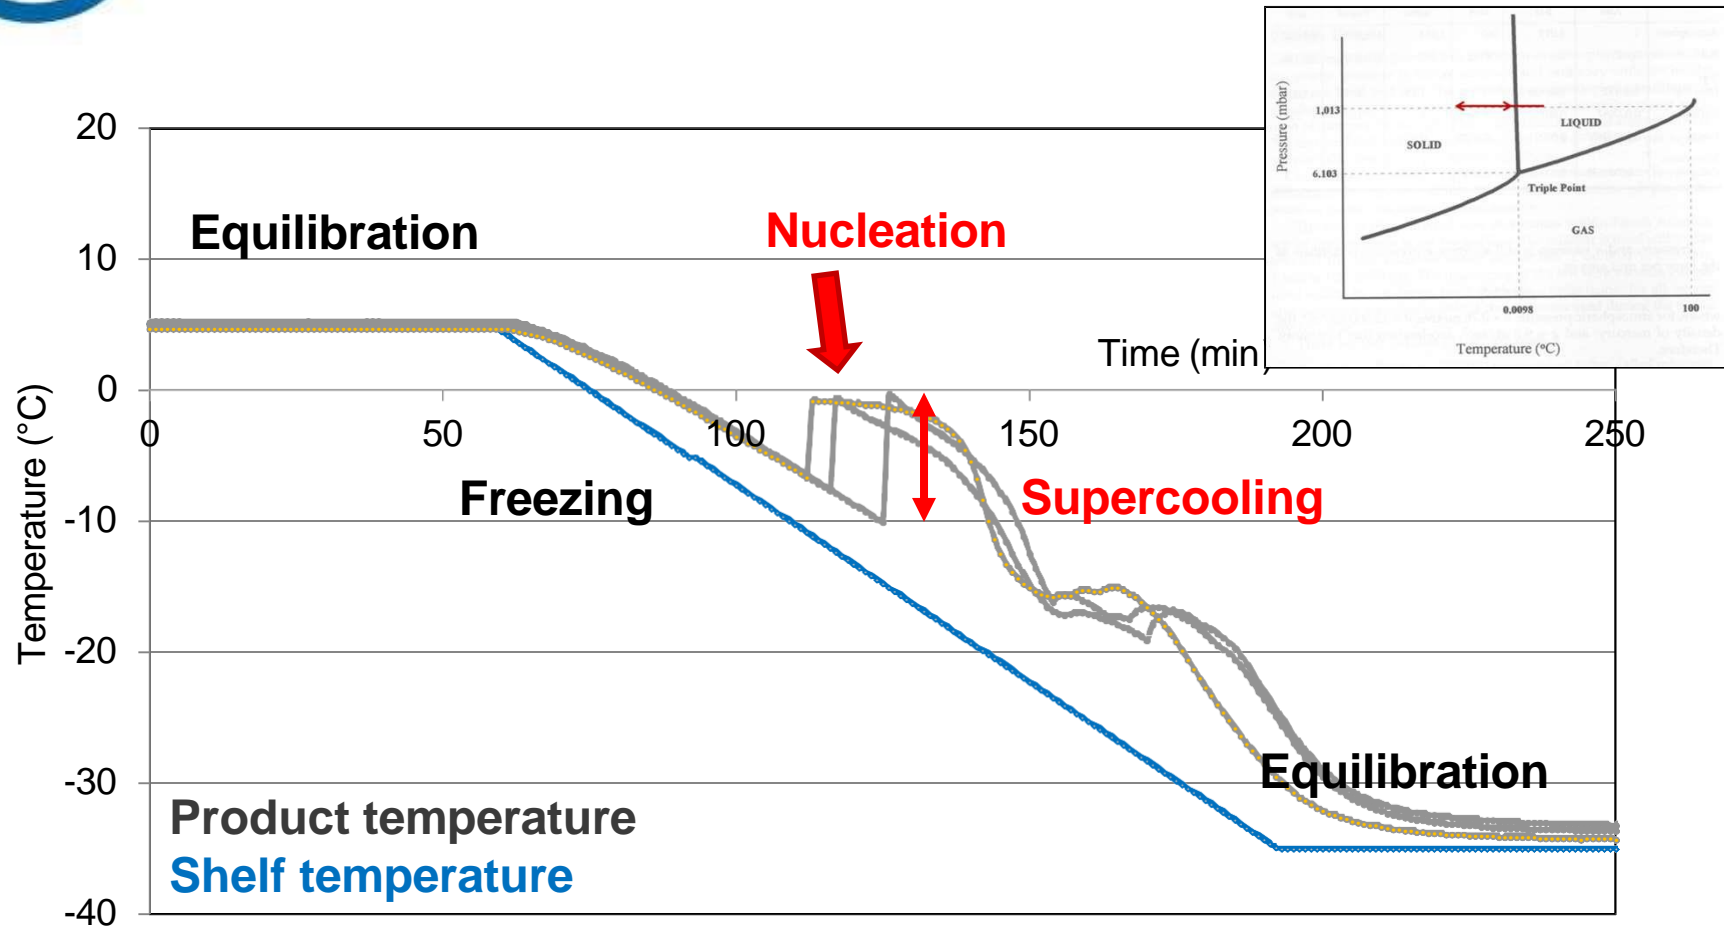 Pressure (mbar)
1,013
LIQUID
SOLID
6.103
Triple Point
GAS
0.0098
100
Temperature (°C)
20
Equilibration
Nucleation
10
Time (min)
0
0
50
100
150
200
250
Freezing
Supercooling
-10
Temperature (°C)
-20
Equilibration
-30
Product temperature
Shelf temperature
-40